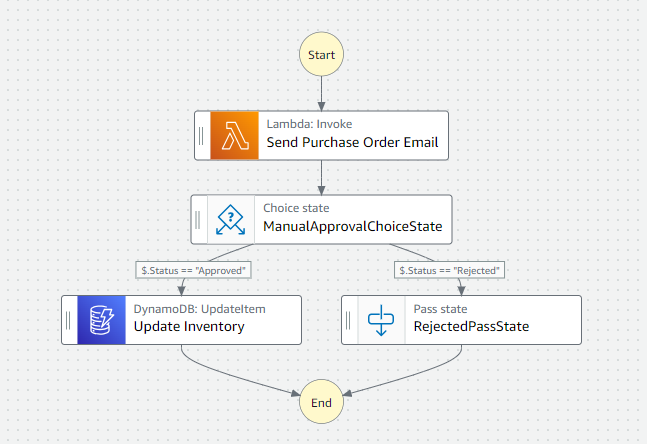 Start
Lambda: Invoke
Send Purchase Order Email
Choice state
ManualApprovalChoiceState
$.Status == "Approved"
$.Status == "Rejected"
DynamoDB: UpdateItem
Update Inventory
Pass state
RejectedPassState
End